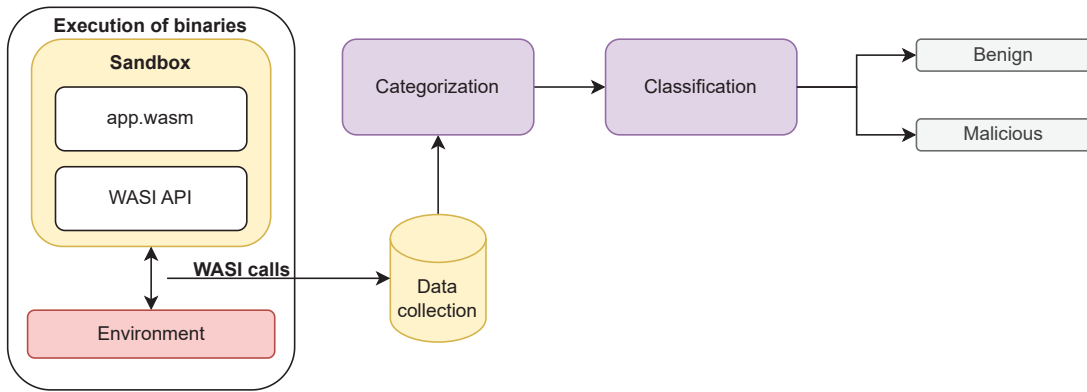 Execution of binaries
Sandbox
app.wasm
WASI API
WASI calls
Environment
Data
collection
Categorization
Classification
Benign
Malicious